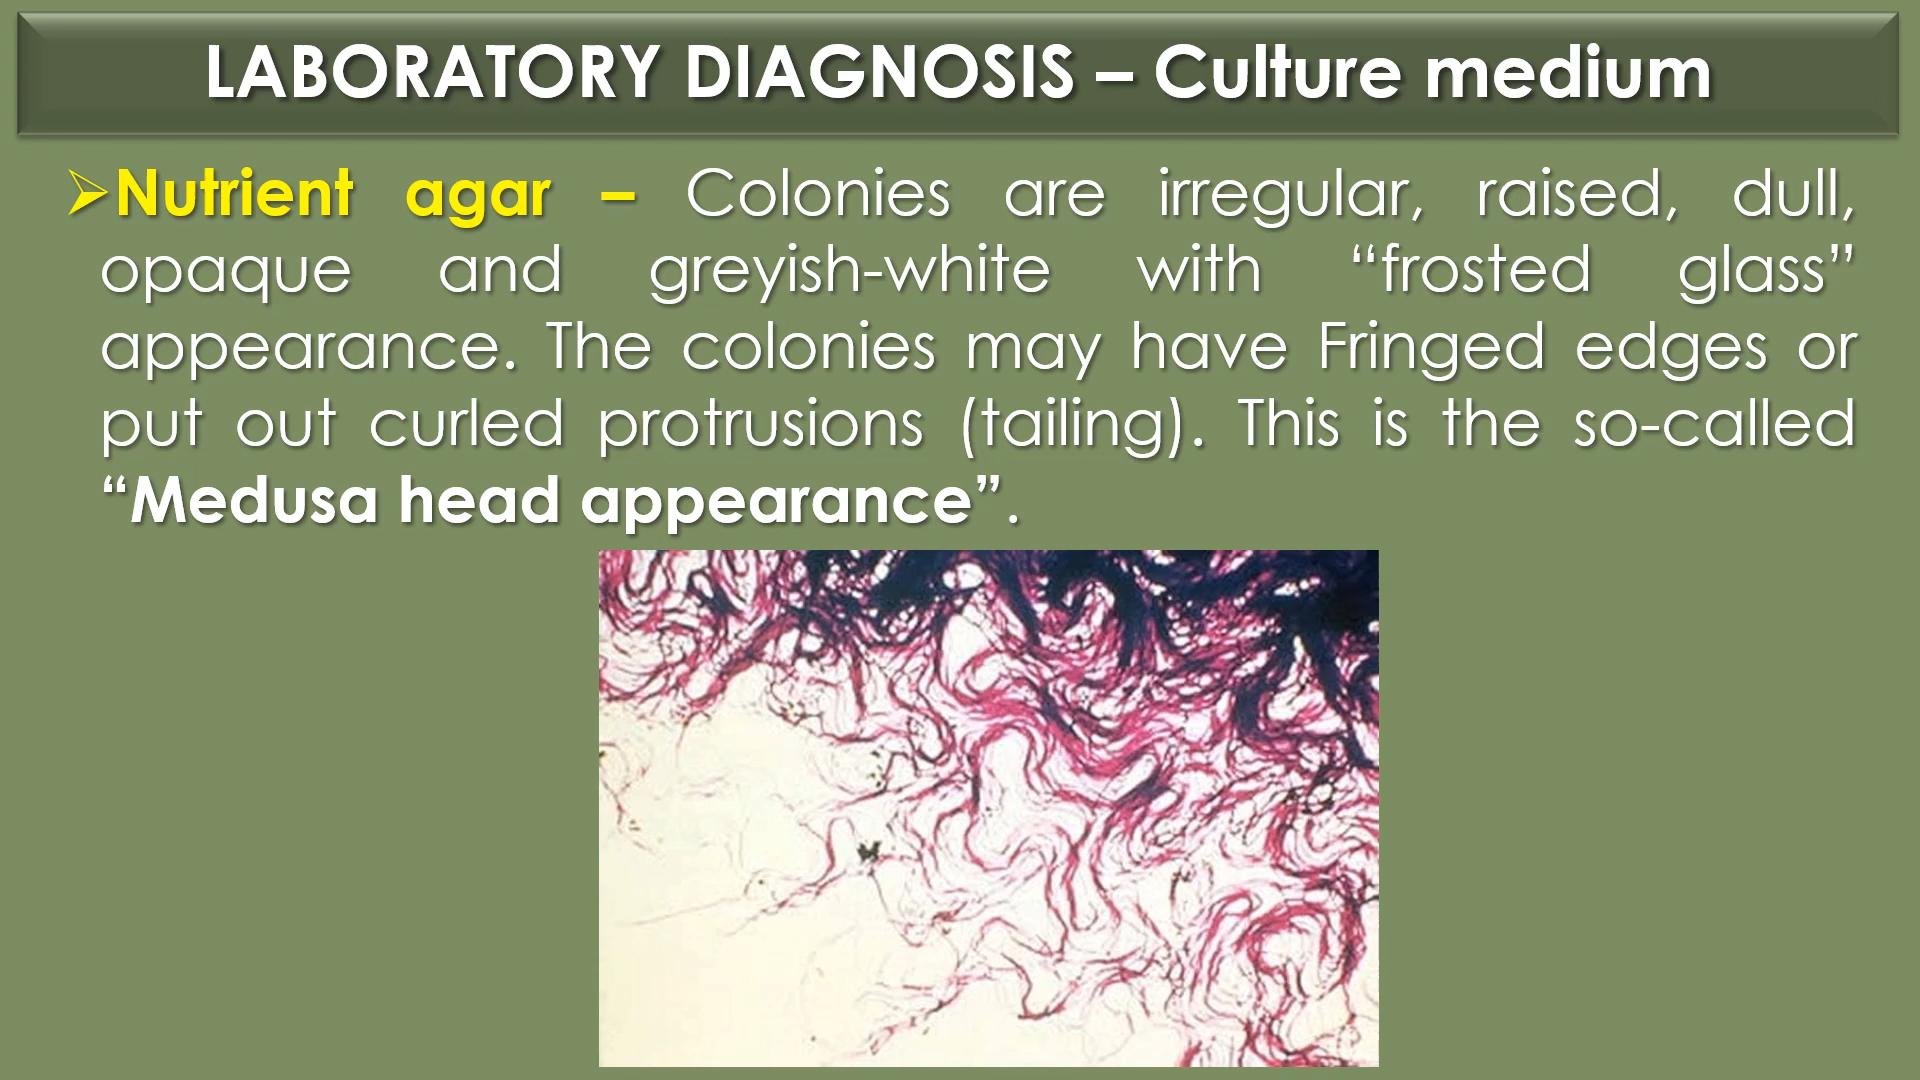 LABORATORY DIAGNOSIS – Culture medium
➢Nutrient agar – Colonies are irregular, raised, dull,
opaque and greyish-white with “frosted glass”
appearance. The colonies may have Fringed edges or
put out curled protrusions (tailing). This is the so-called
“Medusa head appearance”.